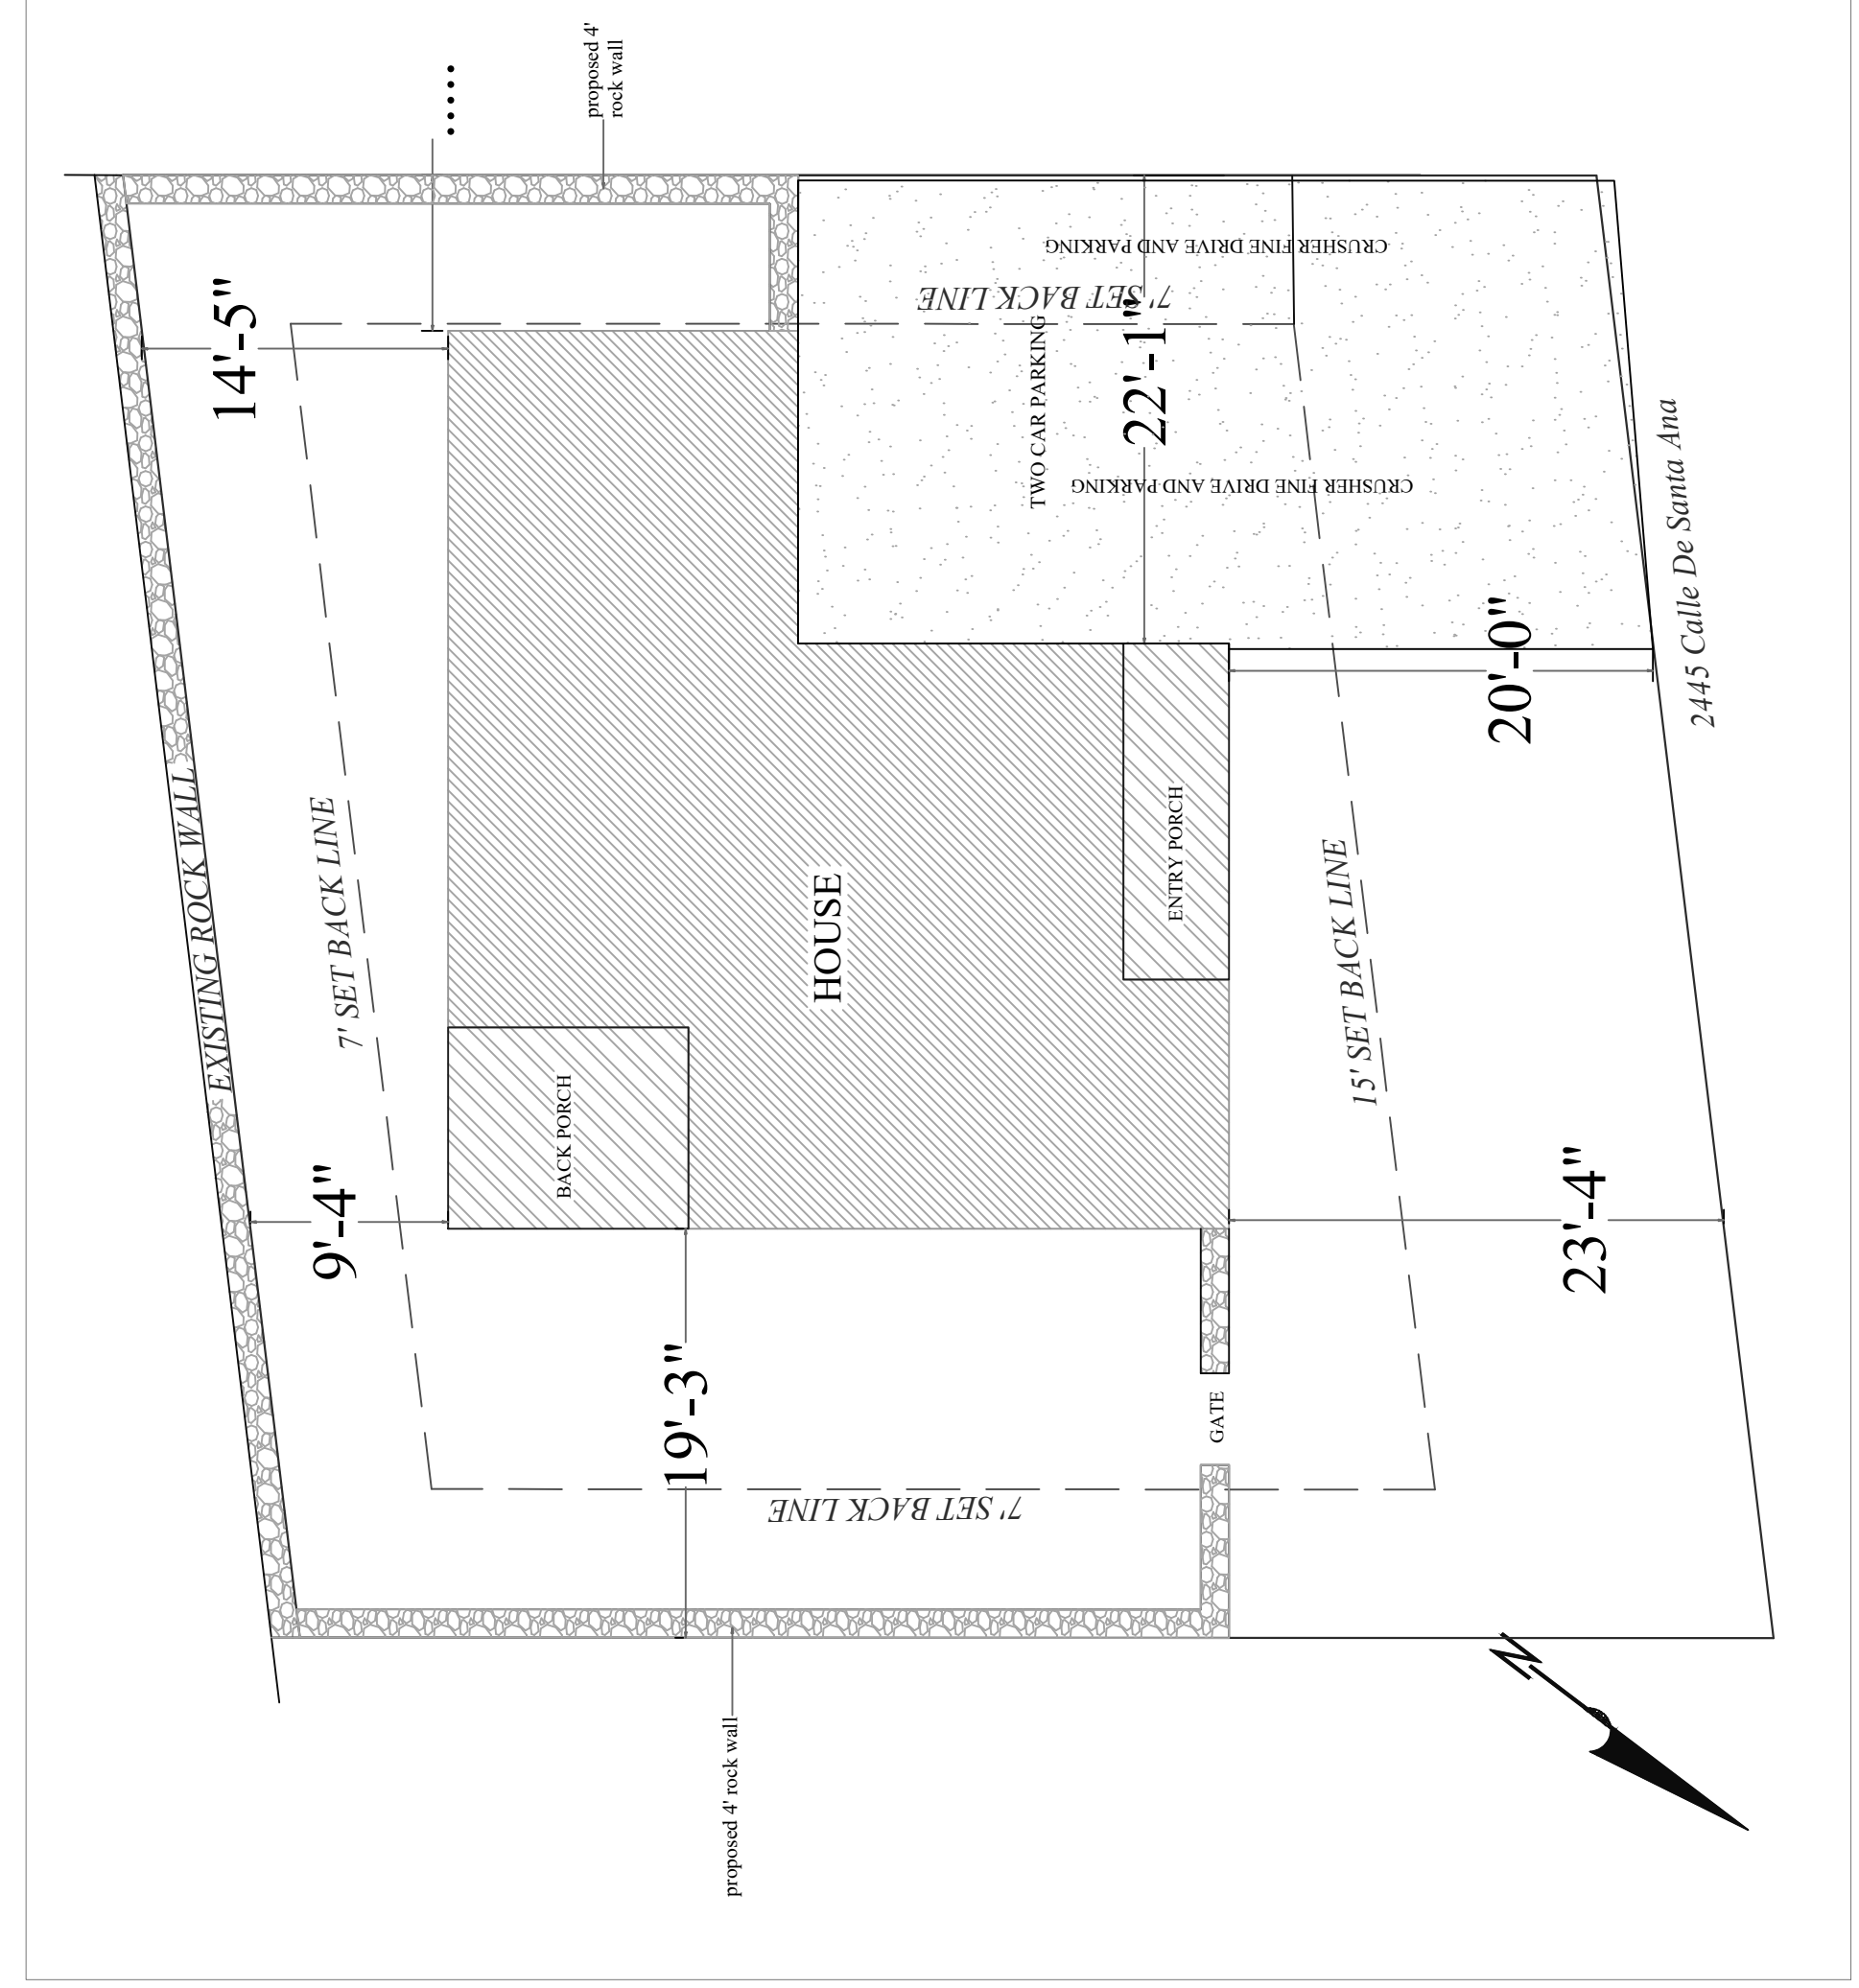 proposed 4'
rock wall
.....
14'-5"
7' SET BACK LINE
CRUSHER FINE DRIVE AND PARKING
TWO CAR PARKING
22'-1"
CRUSHER FINE DRIVE AND PARKING
2445 Calle De Santa Ana
20'-0"
EXISTING ROCK WALL
7' SET BACK LINE
HOUSE
ENTRY PORCH
15' SET BACK LINE
BACK PORCH
9'-4"
23'-4"
19'-3"
GATE
7' SET BACK LINE
N
proposed 4' rock wall